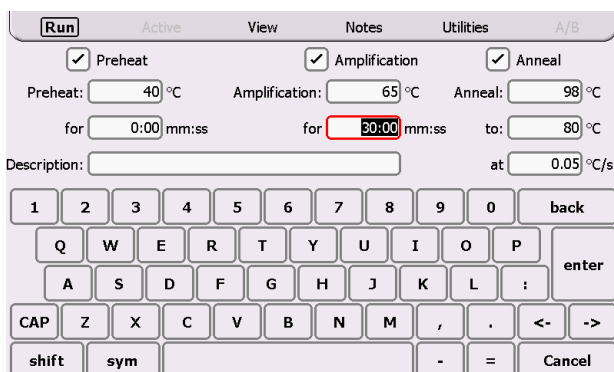 Run Active View Notes Utilities A/B
Preheat Amplification Anneal
Preheat: 40 °C Amplification: 65 °C Anneal: 98 °C
for 0:00 mm:ss for 30:00 mm:ss to: 80 °C
Description: at 0.05 °C/s
1 2 3 4 5 6 7 8 9 0 back
Q W E R T Y U I O P
enter
A S D F G H J K L :
CAP Z X C V B N M , . <- ->
shift sym - = Cancel